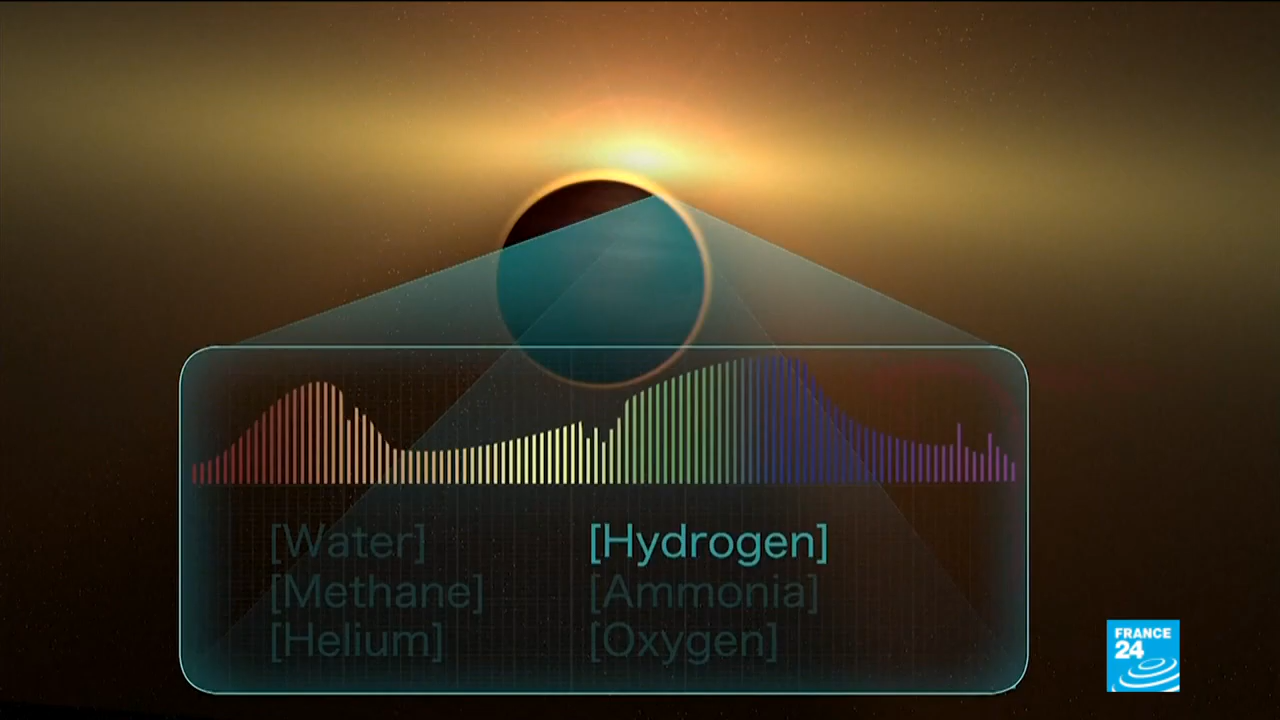 [Water]
[Methane]
[Helium]
[Hydrogen]
[Ammonia]
[Oxygen]
FRANCE
24